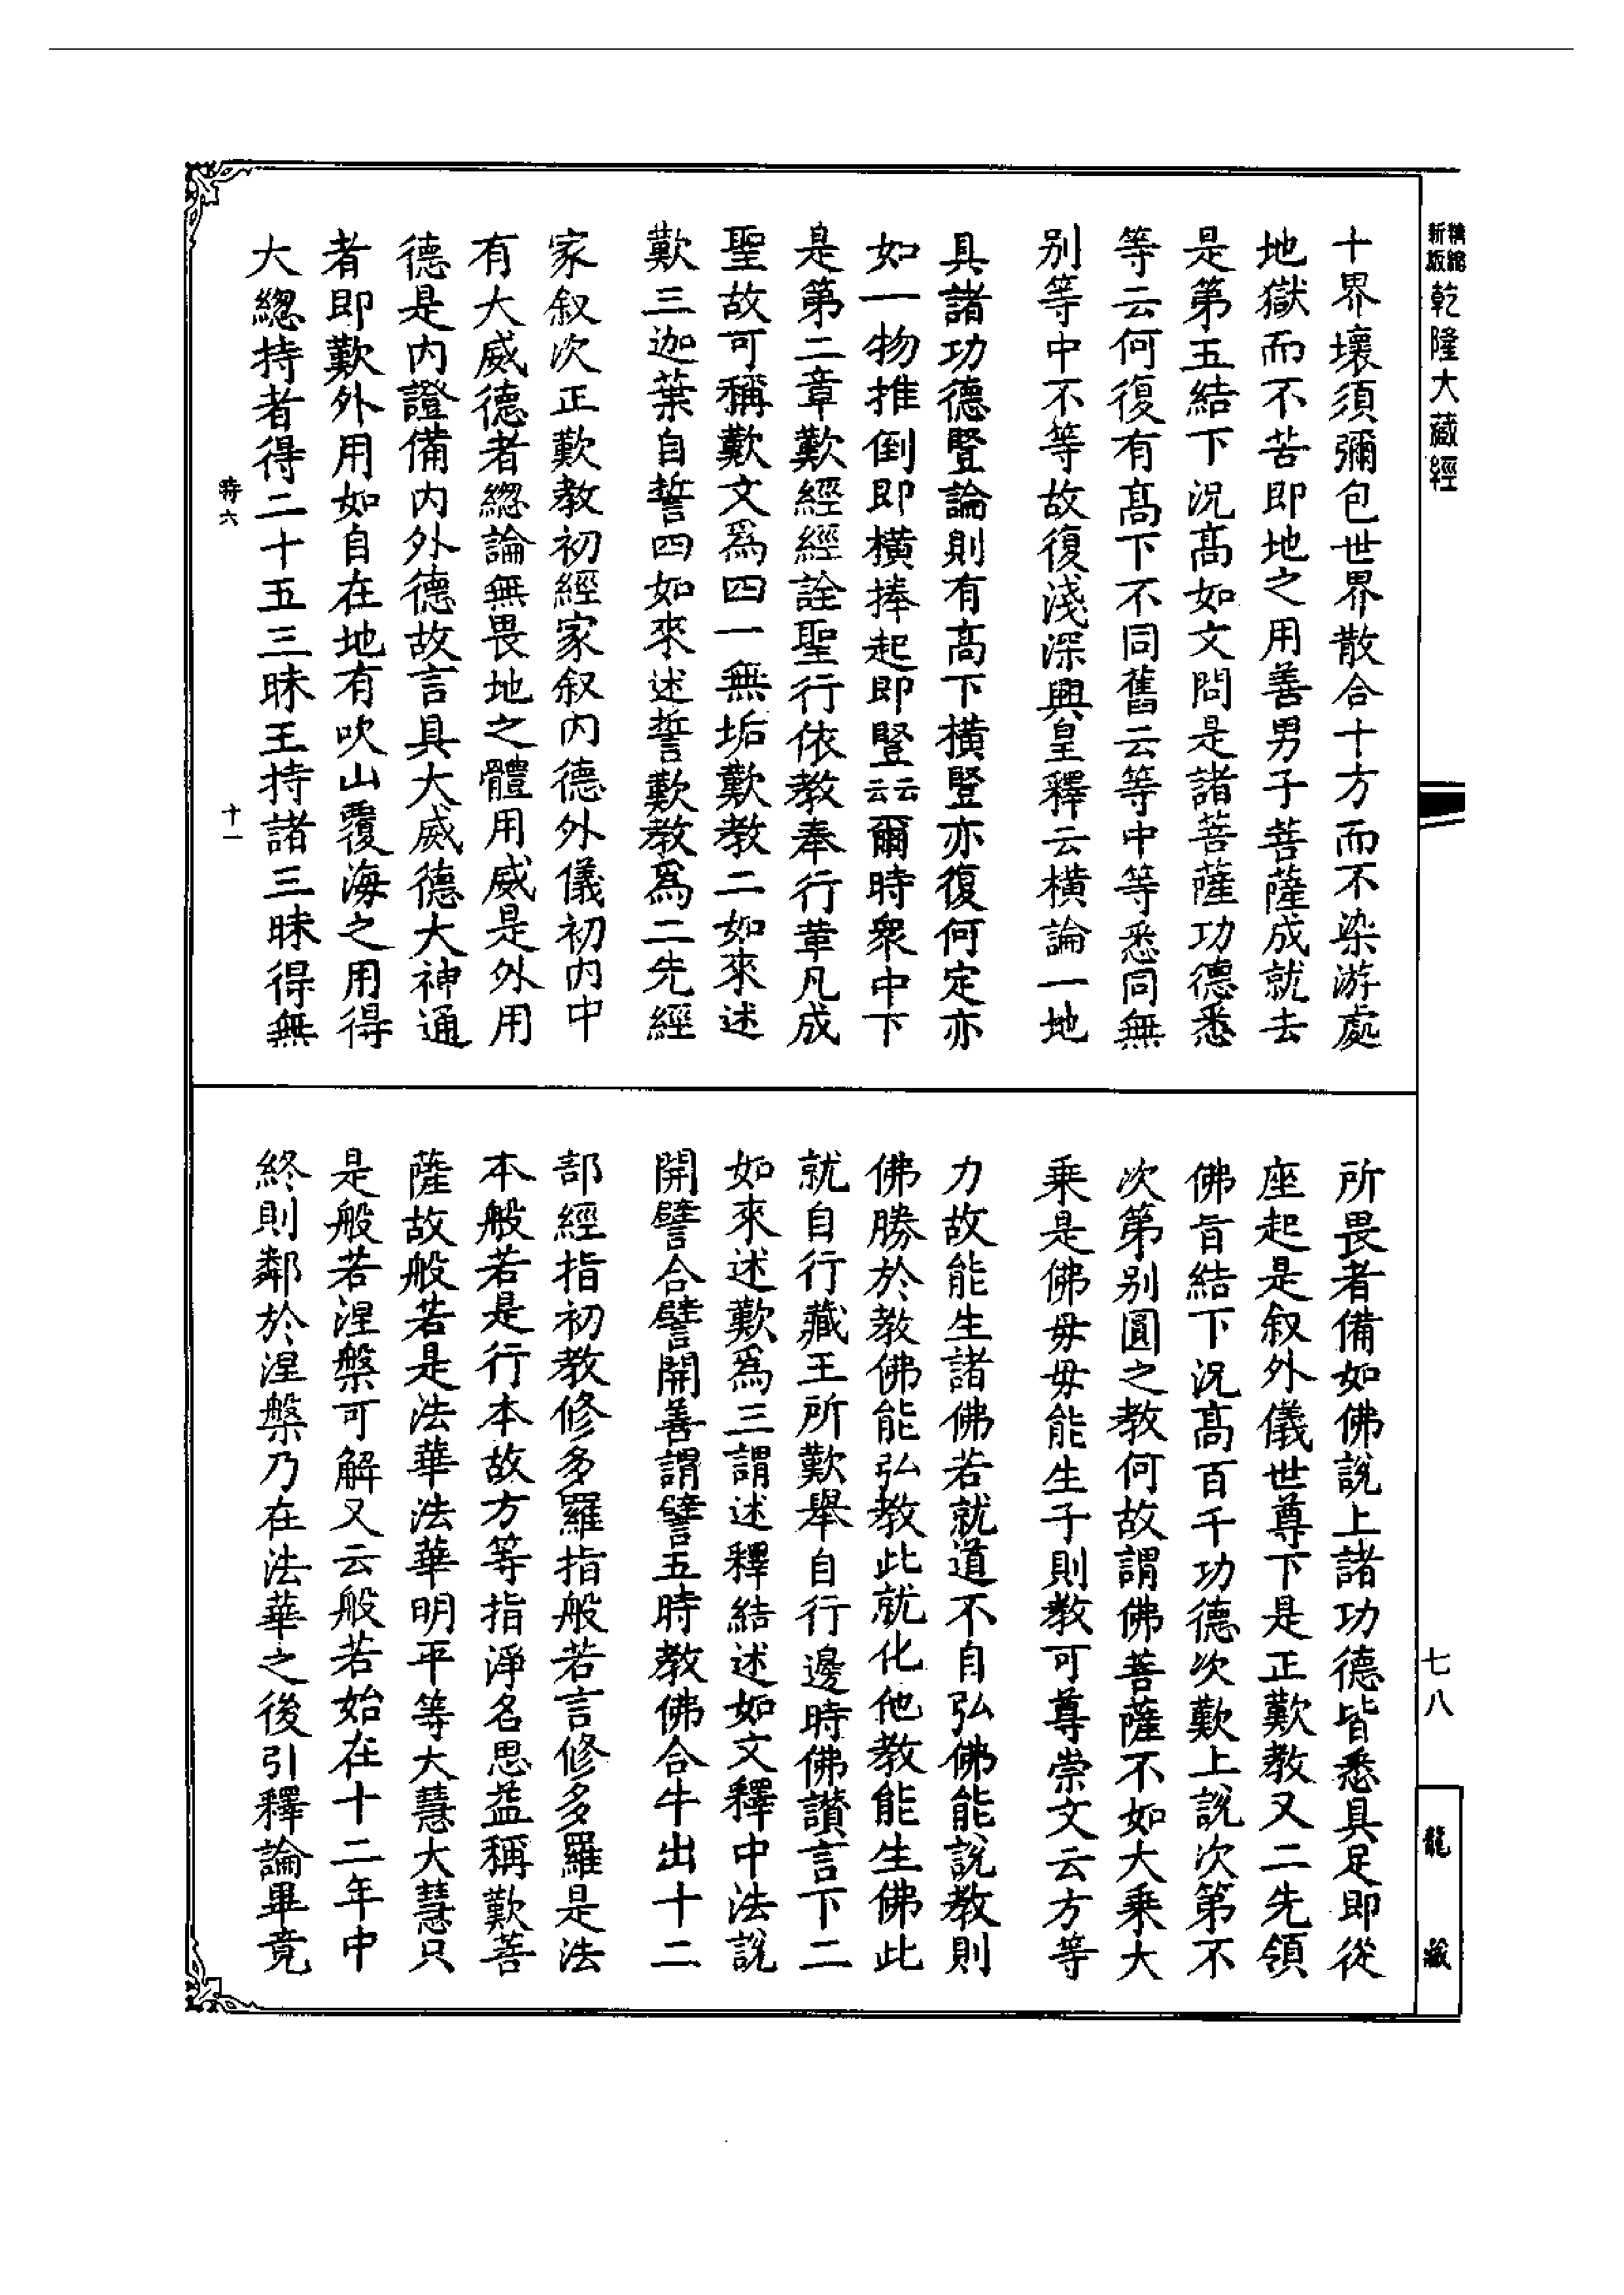 精縮新版乾隆大藏經
十界壞須彌包世界散合十方而不染游處
地獄而不苦即地之用善男子菩薩成就去
是第五結下況髙如文問是諸菩薩功德悉
等云何復有髙下不同舊云等中等悉同無
别等中不等故復淺深興皇釋云橫論一地
具諸功德豎論則有髙下橫豎亦復何定亦
如一物推倒即橫捧起即豎云云爾時衆中下
是第二章歎經經詮聖行依教奉行輩凡成
聖故可稱歎文爲四一無垢歎教二如來述
歎三迦葉自誓四如來述誓歎教爲二先經
家叙次正歎教初經家叙内德外儀初内中
有大威德者緫論無畏地之體用威是外用
德是内證備内外德故言具大威德大神通
者即歎外用如自在地有吹山覆海之用得
大緫持者得二十五三昧王持諸三昧得無
特六
十一
所畏者備如佛說上諸功德皆悉具足即從
座起是叙外儀世尊下是正歎教又二先領
佛旨結下況髙百千功德次歎上說次第不
次第别圓之教何故謂佛菩薩不如大乘大
乘是佛毋毋能生子則教可尊崇文云方等
力故能生諸佛若就道不自弘佛能說教則
佛勝於教佛能弘教此就化他教能生佛此
就自行藏王所歎舉自行邊時佛讃言下二
如來述歎爲三謂述釋結述如文釋中法說
開譬合譬開善謂譬五時教佛合牛出十二
部經指初教修多羅指般若言修多羅是法
本般若是行本故方等指淨名思益稱歎菩
薩故般若是法華法華明平等大慧大慧只
是般若涅槃可解又云般若始在十二年中
終則鄰於涅槃乃在法華之後引釋論畢竟
七八
龍藏